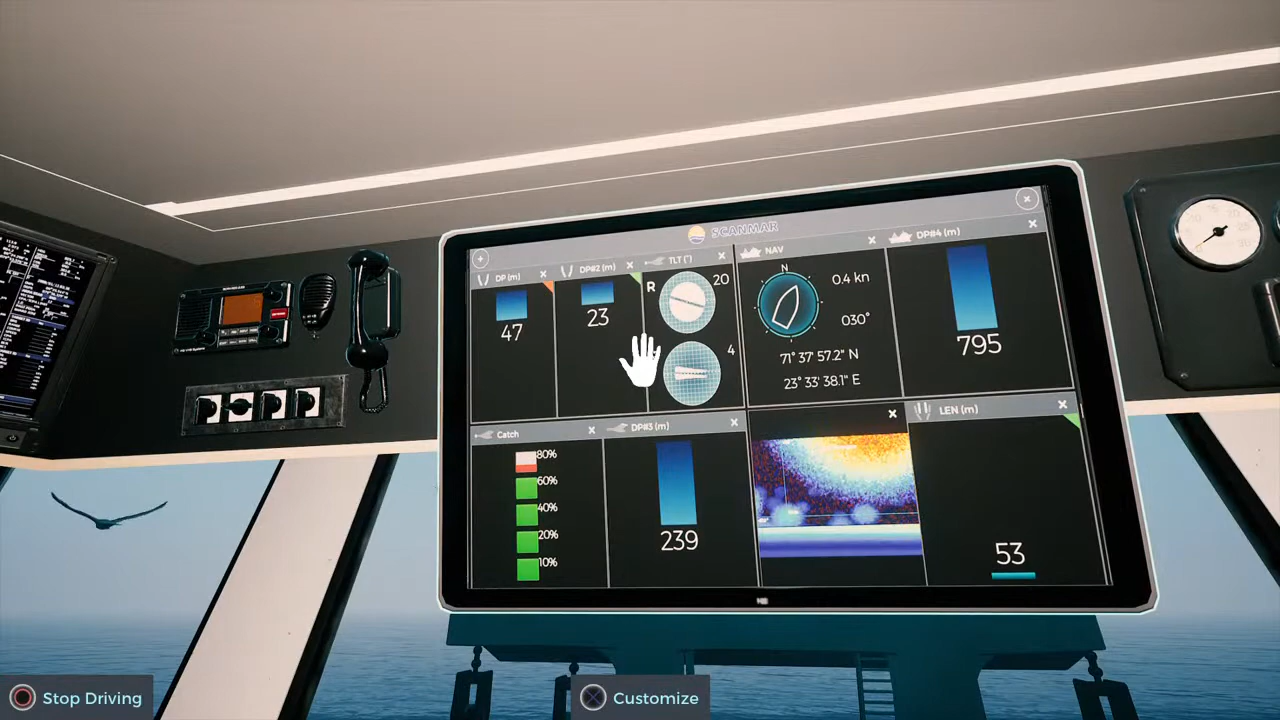 SCANMAR
DP (m)
DP#2 (m)
TLT (°)
NAV
DP#4 (m)
47
23
R
20
4
N
0.4 kn
030°
71° 37' 57.2" N
23° 33' 38.1" E
795
Catch
DP#3 (m)
LEN (m)
80%
60%
40%
20%
10%
239
53
Stop Driving
Customize